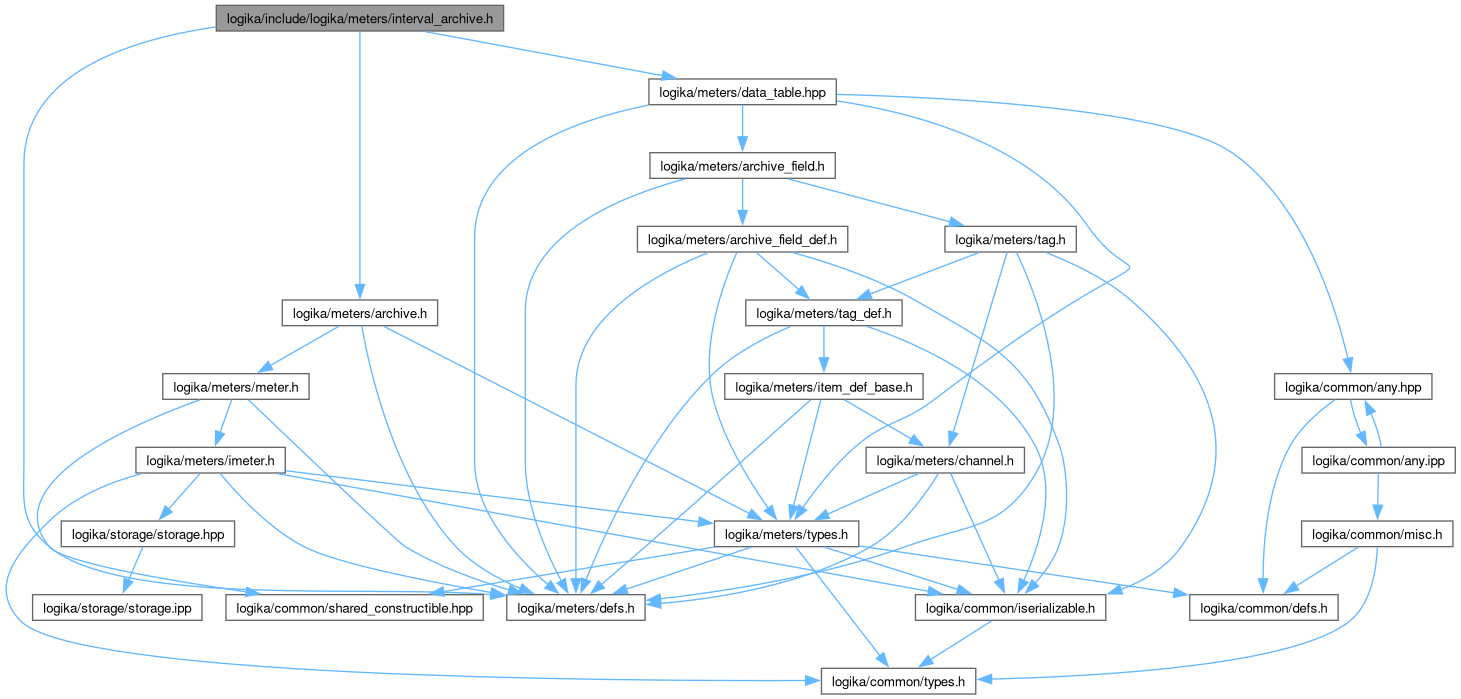 logika/include/logika/meters/interval_archive.h
logika/meters/data_table.hpp
logika/meters/archive_field.h
logika/meters/archive_field_def.h
logika/meters/tag.h
logika/meters/archive.h
logika/meters/tag_def.h
logika/meters/meter.h
logika/meters/item_def_base.h
logika/common/any.hpp
logika/meters/imeter.h
logika/meters/channel.h
logika/common/any.ipp
logika/storage/storage.hpp
logika/meters/types.h
logika/common/misc.h
logika/storage/storage.ipp
logika/common/shared_constructible.hpp
logika/meters/defs.h
logika/common/iserializable.h
logika/common/defs.h
logika/common/types.h